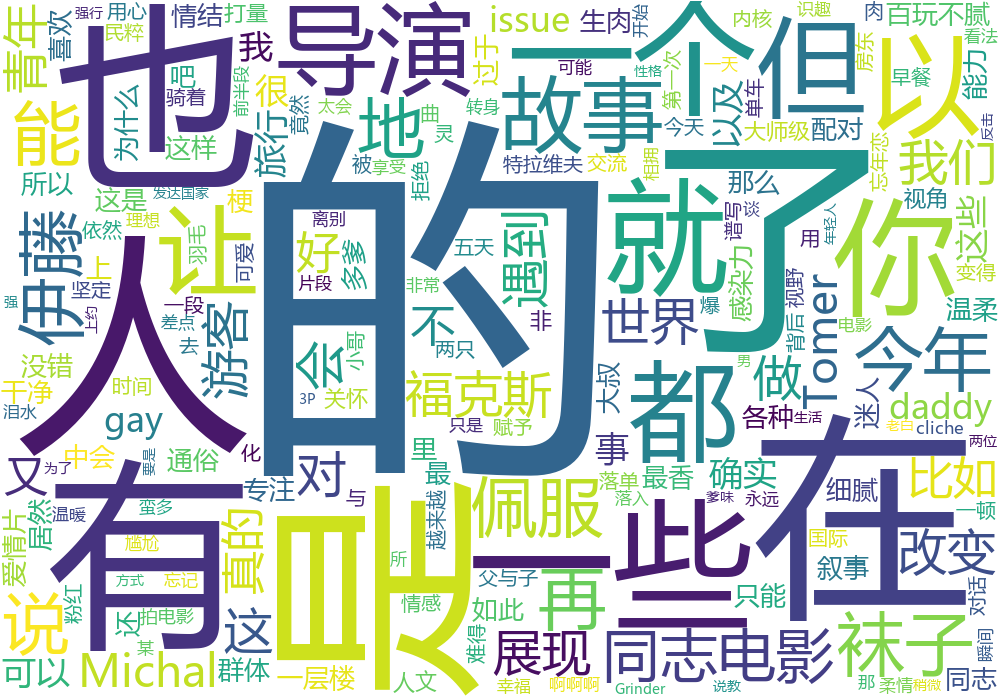 的
也
人
有
是
了
在
就
你
以
但
一个
导演
故事
地
让
都
一些
伊藤
游客
能
青年
会
好
多爹
遇到
不
世界
福克斯
做
Tomer
今年
我们
这些
佩服
再
同志电影
袜子
改变
比如
展现
说
Michal
这
真的
又
对
事
可以
gay
daddy
issue
生肉
百玩不腻
过于
以及
单车
大师级
配对
能力
早餐
房东
识趣
内核
肉
看法
强行
用心
情结
打量
喜欢
民粹
我
很
吧
骑着
为什么
这样
旅行
竟然
前半段
太会
曲
灵
可能
性格
开始
转身
第一次
一天
今天
特拉维夫
交流
相拥
所以
这是
发达国家
梗
依然
理想
羽毛
被
享受
拒绝
离别
五天
那么
谱写
谈
用
视角
忘年恋
年轻人
反击
上
坚定
一段
可爱
片段
非常
非
感染力
爆
背后
视野
变得
温柔
电影
强
上约
差点
去
没错
小哥
两只
大叔
干净
时间
泪水
3P
关怀
只是
赋予
各种
生活
男
迷人
老白
cliche
两位
为了
要是
中会
通俗
化
专注
与
里
最
越来越
落单
落入
最香
确实
爹味
永远
细腻
一顿
居然
爱情片
温暖
蛮多
尴尬
方式
忘记
所
父与子
国际
叙事
对话
瞬间
粉红
还
拍电影
某
群体
一层楼
情感
人文
如此
难得
幸福
啊啊啊
Grinder
说教
只能
那
柔情
稍微
同志